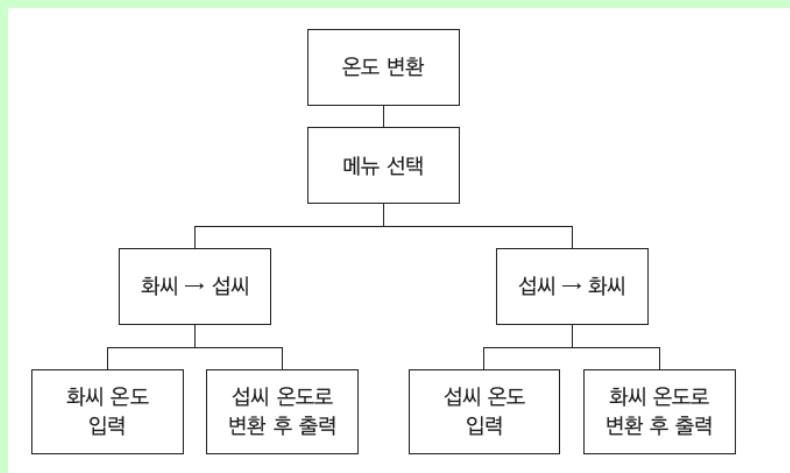 온도 변환
메뉴 선택
화씨 → 섭씨
섭씨 → 화씨
화씨 온도
입력
섭씨 온도로
변환 후 출력
섭씨 온도
입력
화씨 온도로
변환 후 출력